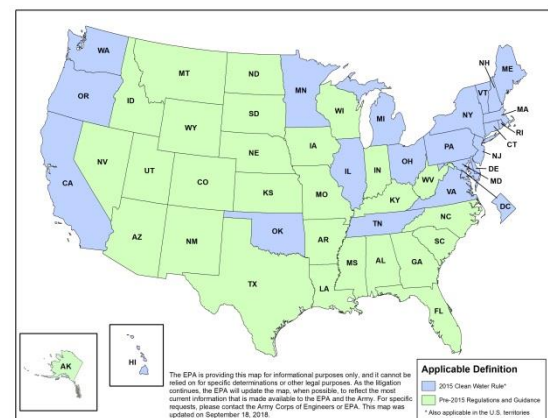 WA
OR
CA
ID
NV
MT
WY
UT
AZ
CO
NM
ND
SD
NE
KS
OK
TX
MN
IA
MO
AR
LA
WI
IL
MS
MI
IN
KY
TN
AL
OH
WV
VA
NC
SC
GA
FL
PA
NY
VT
NH
ME
MA
RI
CT
NJ
DE
MD
DC
AK
HI
The EPA is providing this map for informational purposes only, and it cannot be
relied on for specific determinations or other legal purposes. As the litigation
continues, the EPA will update the map, when possible, to reflect the most
current information that is made available to the EPA and the Army. For specific
requests, please contact the Army Corps of Engineers or EPA. This map was
updated on September 18, 2018.
Applicable Definition
2015 Clean Water Rule*
Pre-2015 Regulations and Guidance
* Also applicable in the U.S. territories